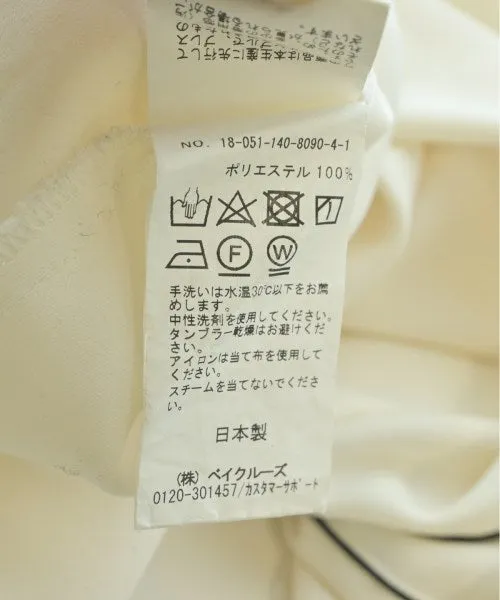 NO. 18-051-140-8090-4-1
ポリエステル 100%
F
W
手洗いは水温30℃以下をお薦
めします。
中性洗剤を使用してください。
タンブラー乾燥はお避けくだ
さい。
アイロンは当て布を使用して
ください。
スチームを当てないでくださ
い。
日本製
(株) ベイクルーズ
0120-301457/カスタマーサポート